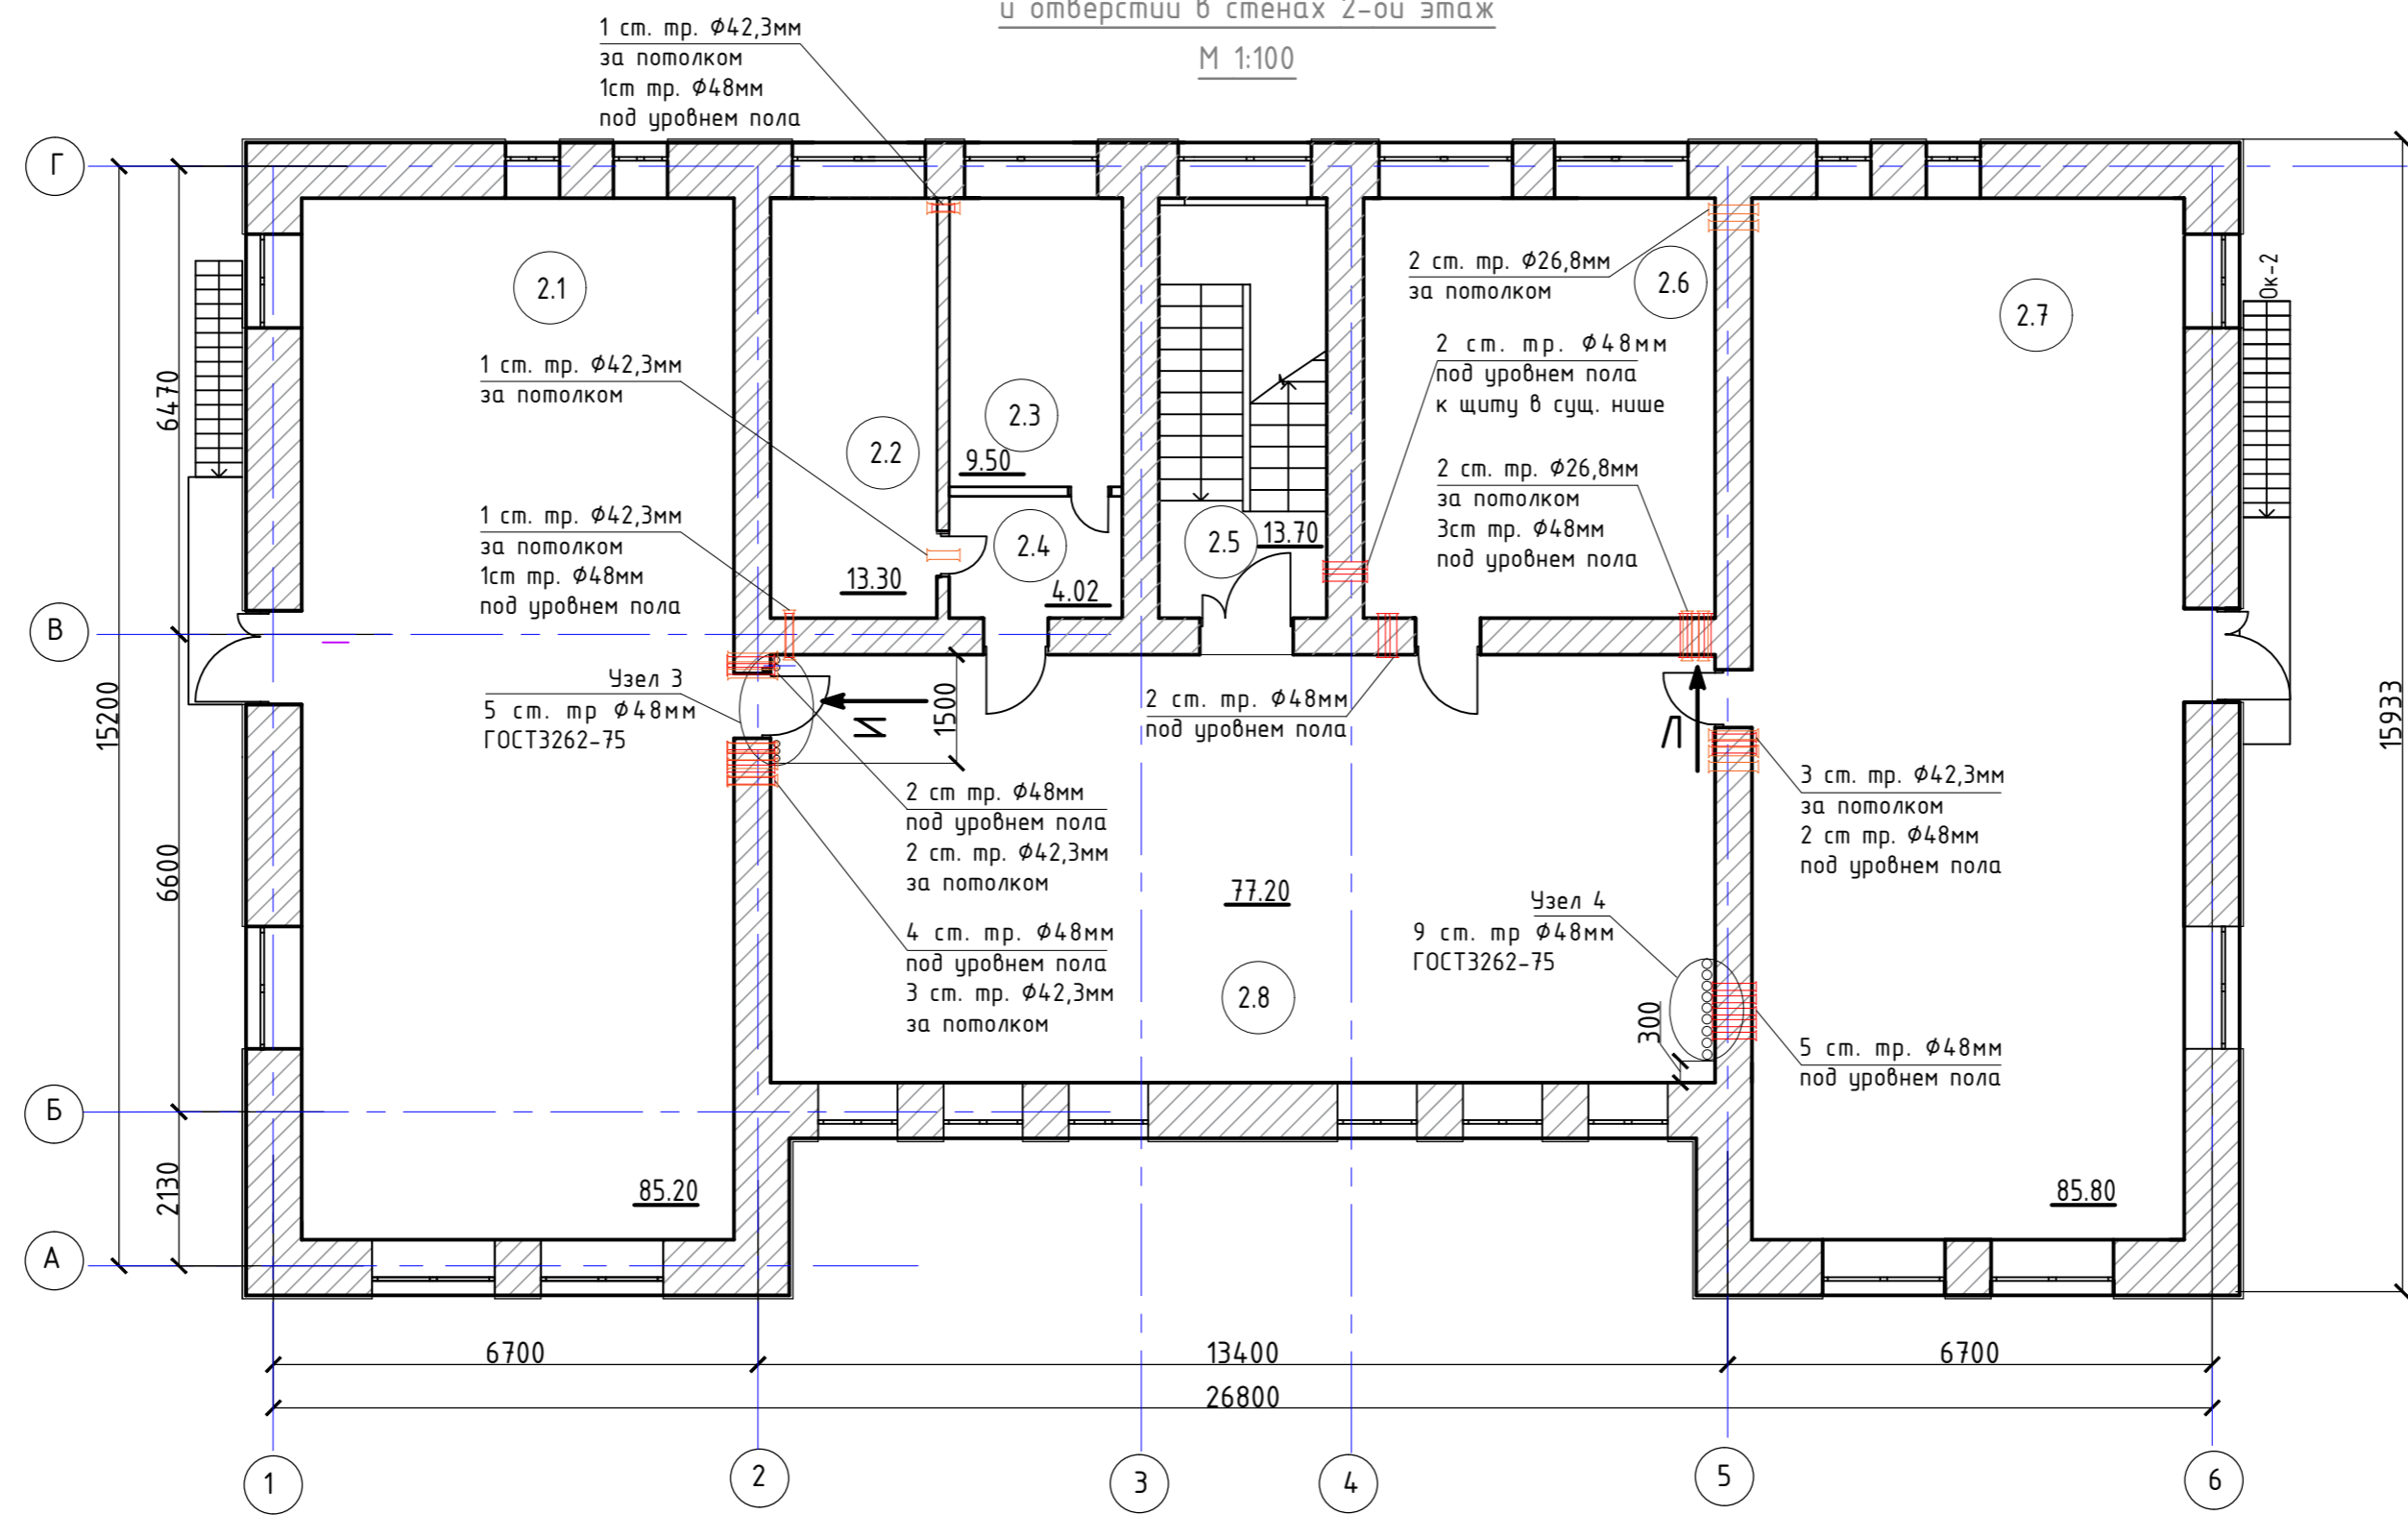 и отверстий в стенах 2-ой этаж
М 1:100
1 ст. тр. Ф42,3мм
за потолком
1ст тр. Ф48мм
под уровнем пола
Г
2.1
2 ст. тр. Ф26,8мм
за потолком
2.6
2.7
Ок-2
1 ст. тр. Ф42,3мм
за потолком
2 ст. тр. Ф48мм
под уровнем пола
к щиту в сущ. нише
6470
2.3
9.50
2.2
2 ст. тр. Ф26,8мм
за потолком
3ст тр. Ф48мм
под уровнем пола
1 ст. тр. Ф42,3мм
за потолком
1ст тр. Ф48мм
под уровнем пола
2.4
2.5
13.70
13.30
4.02
В
Узел 3
5 ст. тр Ф48мм
ГОСТ3262-75
И
1500
2 ст. тр. Ф48мм
под уровнем пола
Л
15200
15933
2 ст тр. Ф48мм
под уровнем пола
2 ст. тр. Ф42,3мм
за потолком
3 ст. тр. Ф42,3мм
за потолком
2 ст тр. Ф48мм
под уровнем пола
6600
77.20
4 ст. тр. Ф48мм
под уровнем пола
3 ст. тр. Ф42,3мм
за потолком
Узел 4
9 ст. тр Ф48мм
ГОСТ3262-75
2.8
300
5 ст. тр. Ф48мм
под уровнем пола
Б
2130
85.20
85.80
А
6700
13400
6700
26800
1
2
3
4
5
6